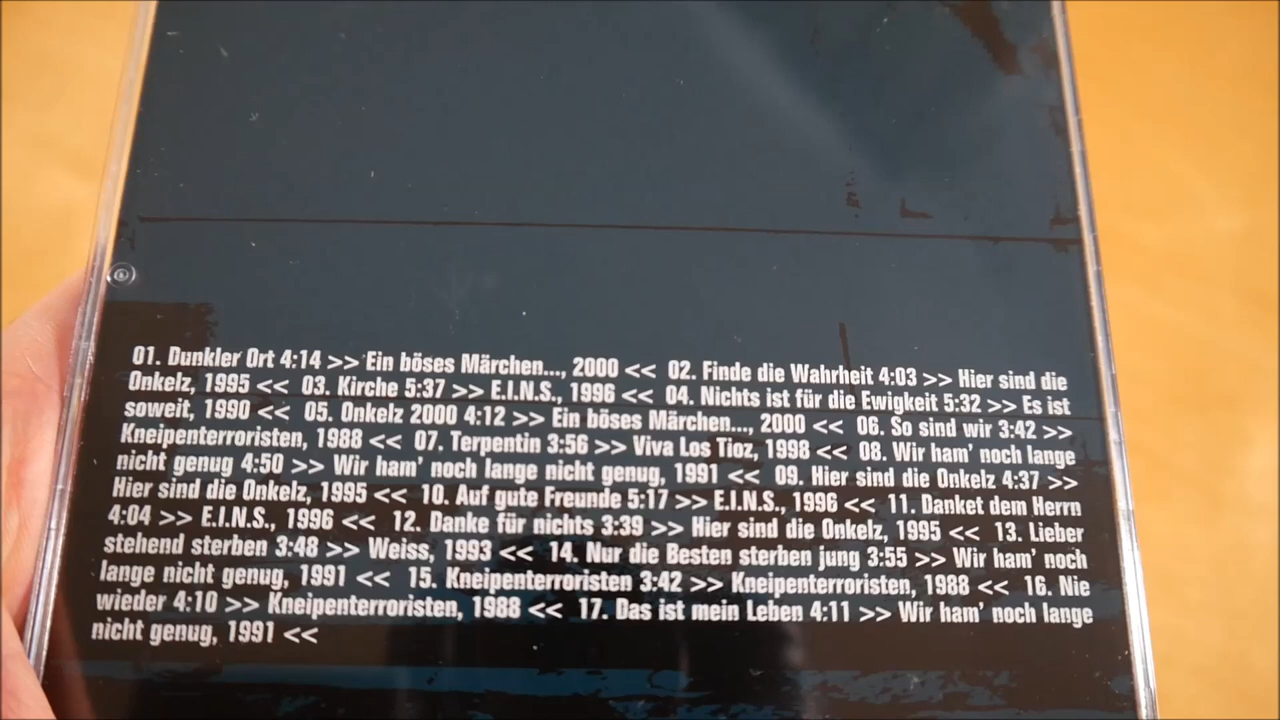 01. Dunkler Ort 4:14 >> Ein böses Märchen..., 2000 << 02. Finde die Wahrheit 4:03 >> Hier sind die
Onkelz, 1995 << 03. Kirche 5:37 >> E.I.N.S., 1996 << 04. Nichts ist für die Ewigkeit 5:32 >> Es ist
soweit, 1990 << 05. Onkelz 2000 4:12 >> Ein böses Märchen..., 2000 << 06. So sind wir 3:42 >>
Kneipenterroristen, 1988 << 07. Terpentin 3:56 >> Viva Los Tioz, 1998 << 08. Wir ham' noch lange
nicht genug 4:50 >> Wir ham' noch lange nicht genug, 1991 << 09. Hier sind die Onkelz 4:37 >>
Hier sind die Onkelz, 1995 << 10. Auf gute Freunde 5:17 >> E.I.N.S., 1996 << 11. Danket dem Herrn
4:04 >> E.I.N.S., 1996 << 12. Danke für nichts 3:39 >> Hier sind die Onkelz, 1995 << 13. Lieber
stehend sterben 3:48 >> Weiss, 1993 << 14. Nur die Besten sterben jung 3:55 >> Wir ham' noch
lange nicht genug, 1991 << 15. Kneipenterroristen 3:42 >> Kneipenterroristen, 1988 << 16. Nie
wieder 4:10 >> Kneipenterroristen, 1988 << 17. Das ist mein Leben 4:11 >> Wir ham' noch lange
nicht genug, 1991 <<